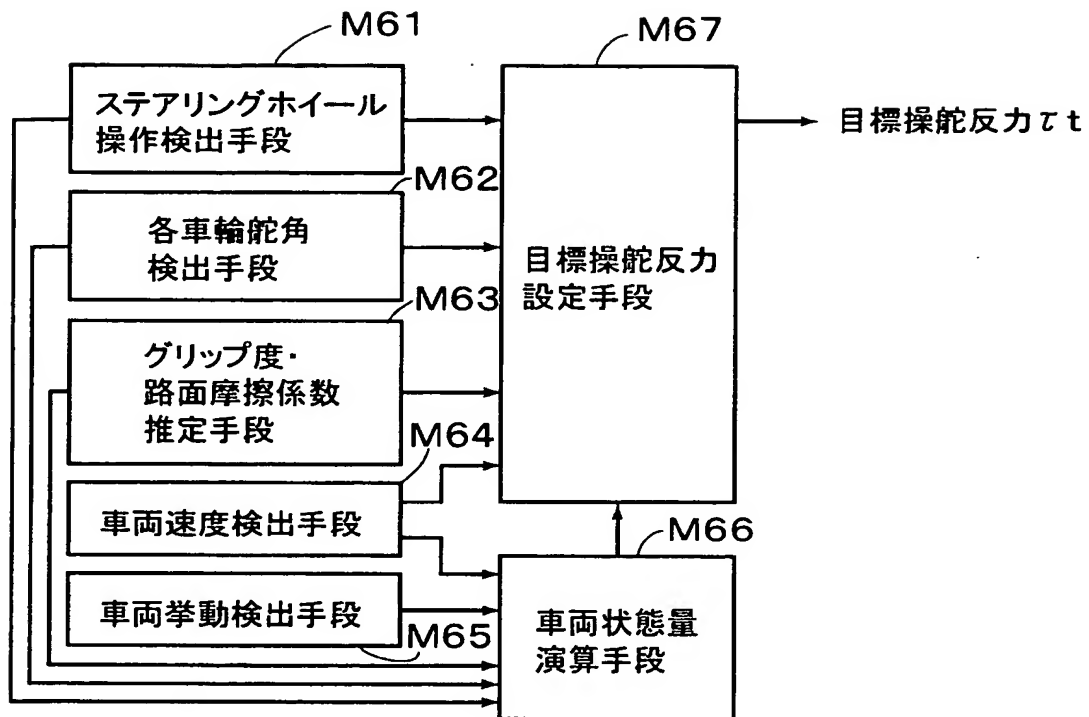 M61
ステアリングホイール
操作検出手段
M62
各車輪舵角
検出手段
M63
グリップ度・
路面摩擦係数
推定手段
M64
車両速度検出手段
車両挙動検出手段
M65
M67
目標操舵反力
設定手段
目標操舵反力τt
M66
車両状態量
演算手段